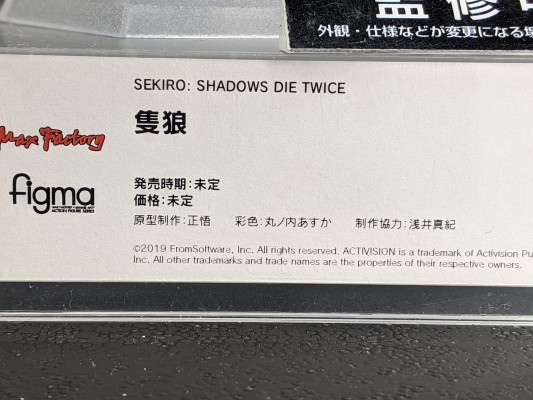 監修
外観・仕様などが変更になる場
SEKIRO: SHADOWS DIE TWICE
隻狼
Max Factory
figma
発売時期：未定
価格：未定
原型制作：正悟 彩色：丸ノ内あすか 制作協力：浅井真紀
©2019 FromSoftware, Inc. All rights reserved. ACTIVISION is a trademark of Activision Pu
Inc. All other trademarks and trade names are the properties of their respective owners.